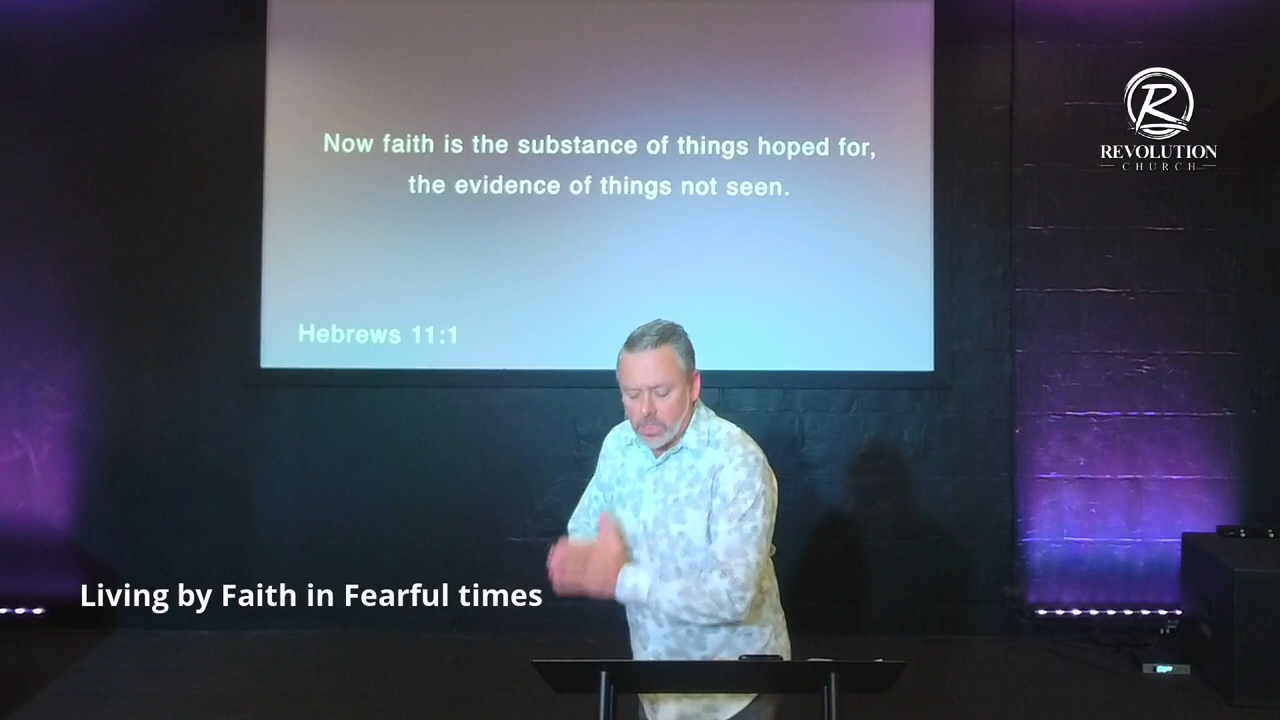 Now faith is the substance of things hoped for,
the evidence of things not seen.
Hebrews 11:1
R
REVOLUTION
CHURCH
Living by Faith in Fearful times